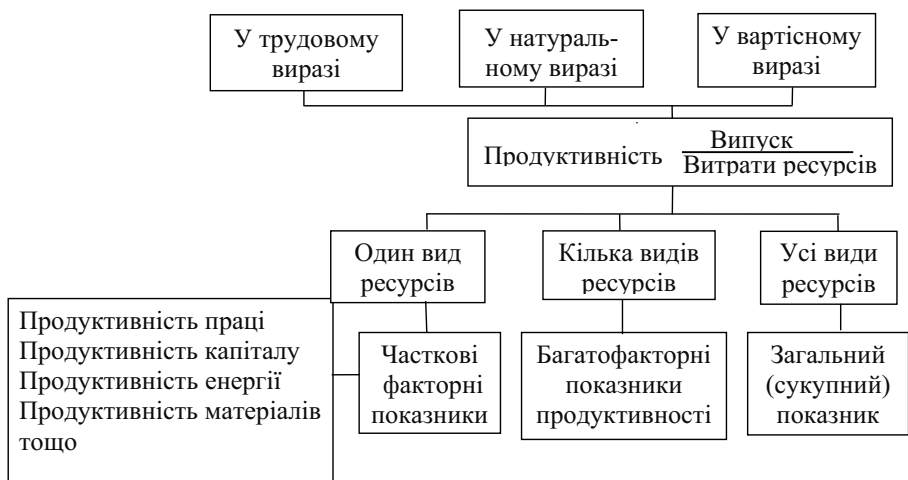 У трудовому
виразі
У натураль-
ному виразі
У вартісному
виразі
Продуктивність
Випуск
Витрати ресурсів
Один вид
ресурсів
Кілька видів
ресурсів
Усі види
ресурсів
Продуктивність праці
Продуктивність капіталу
Продуктивність енергії
Продуктивність матеріалів
тощо
Часткові
факторні
показники
Багатофакторні
показники
продуктивності
Загальний
(сукупний)
показник